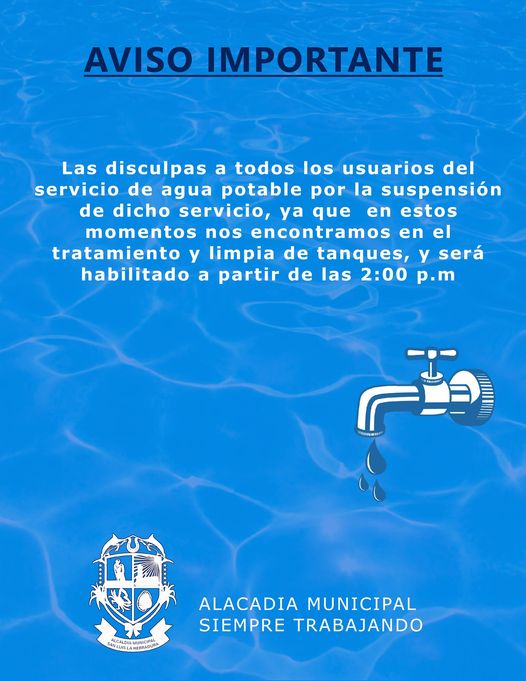 AVISO IMPORTANTE
Las disculpas a todos los usuarios del
servicio de agua potable por la suspensión
de dicho servicio, ya que en estos
momentos nos encontramos en el
tratamiento y limpia de tanques, y será
habilitado a partir de las 2:00 p.m
ALCALDIA MUNICIPAL
SAN LUIS LA HERRADURA
ALACADIA MUNICIPAL
SIEMPRE TRABAJANDO